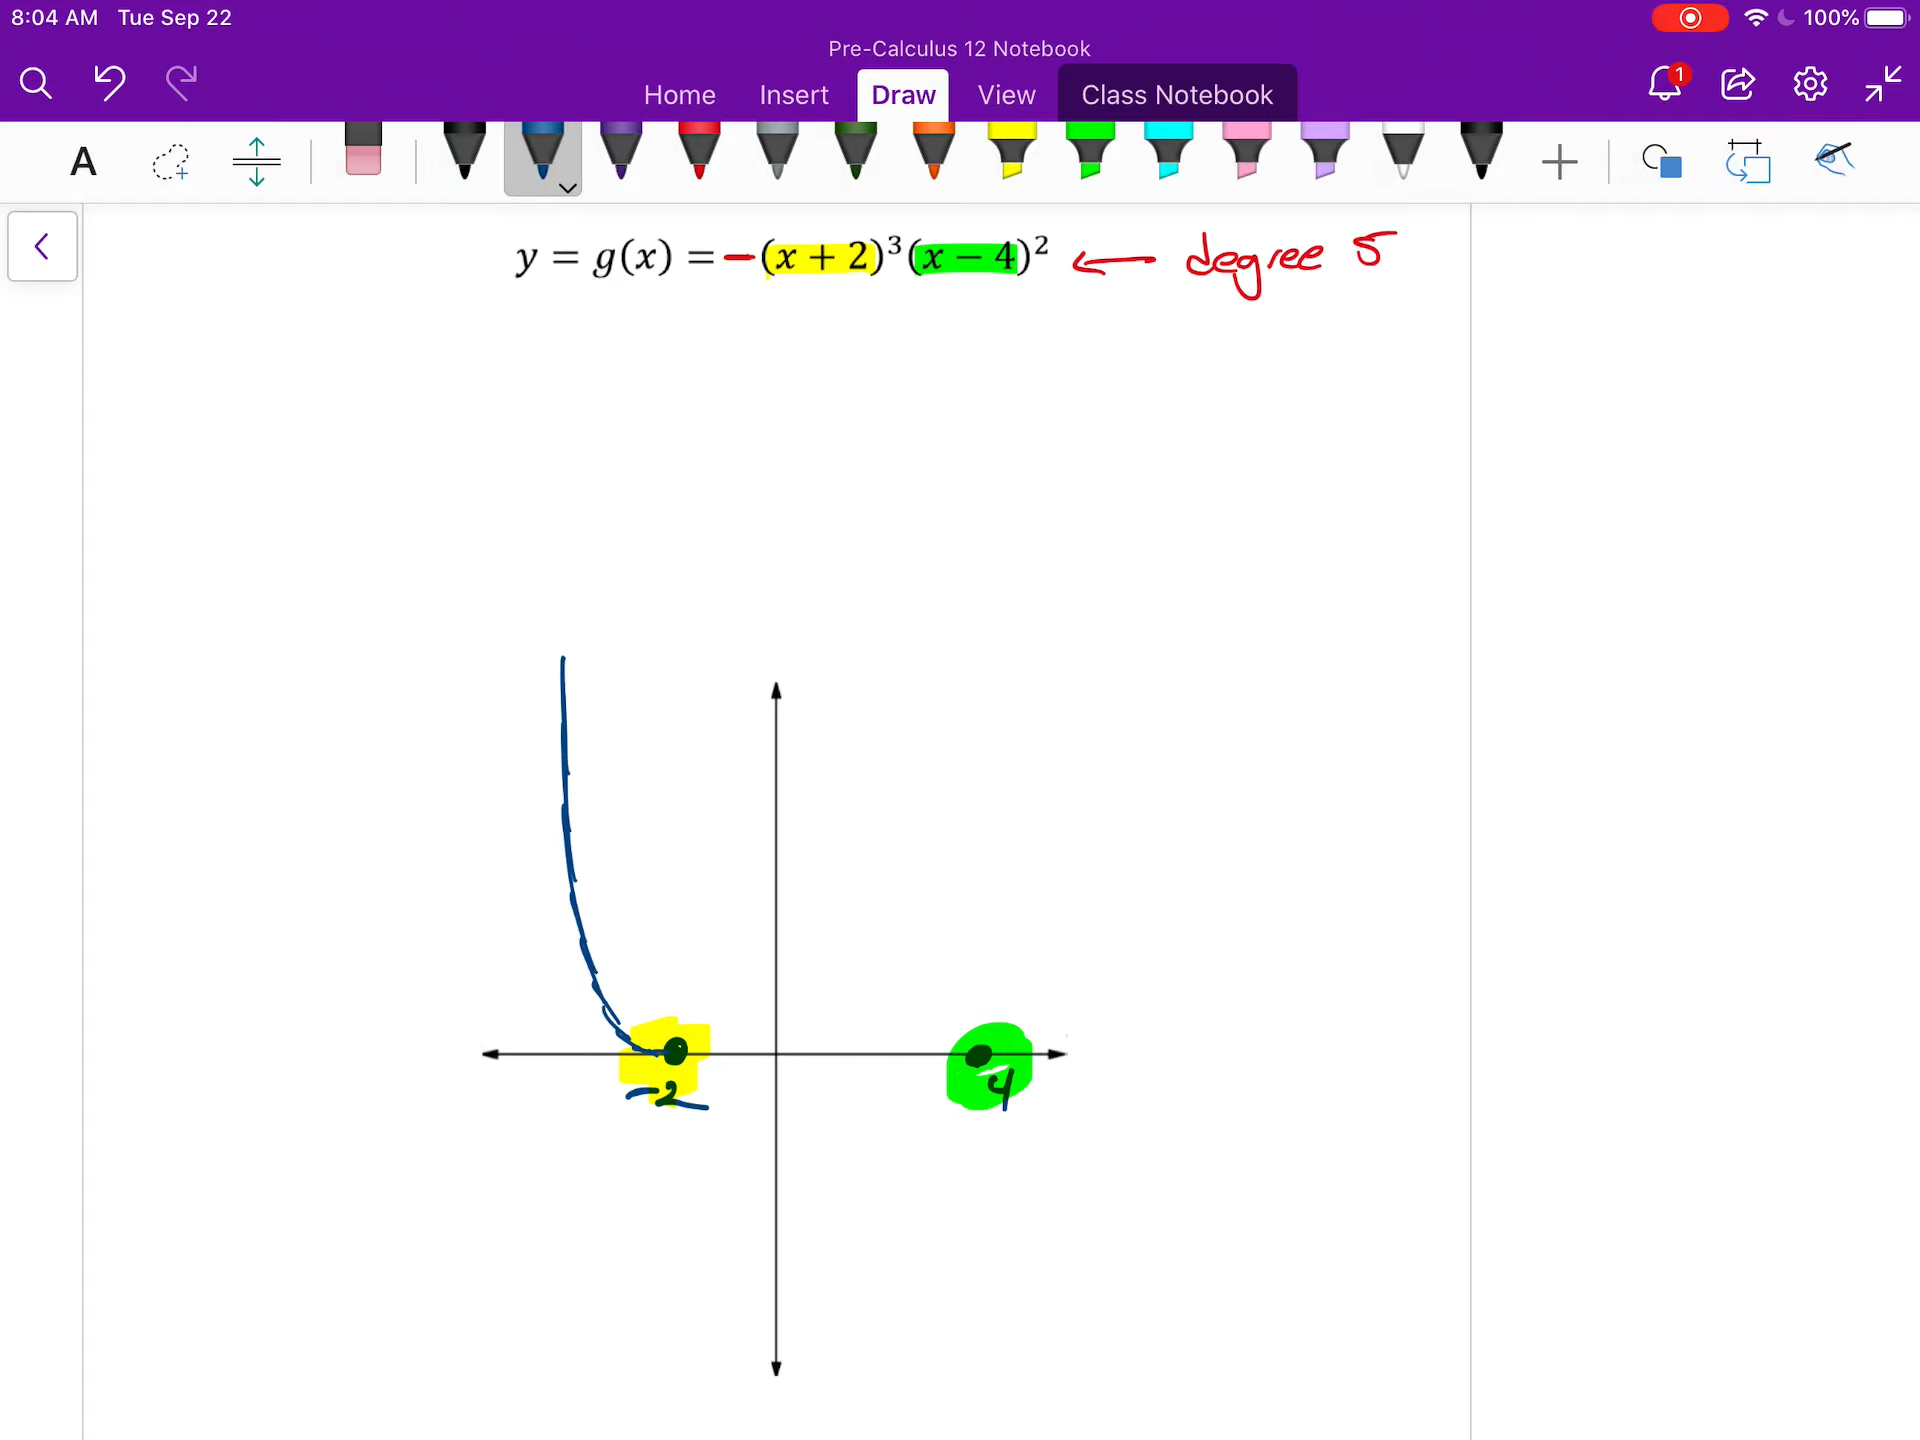 8:04 AM Tue Sep 22
100%
Pre-Calculus 12 Notebook
Home Insert Draw View Class Notebook
1
A
y = g(x) = −(x + 2)³(x − 4)² ← degree 5
-2
4